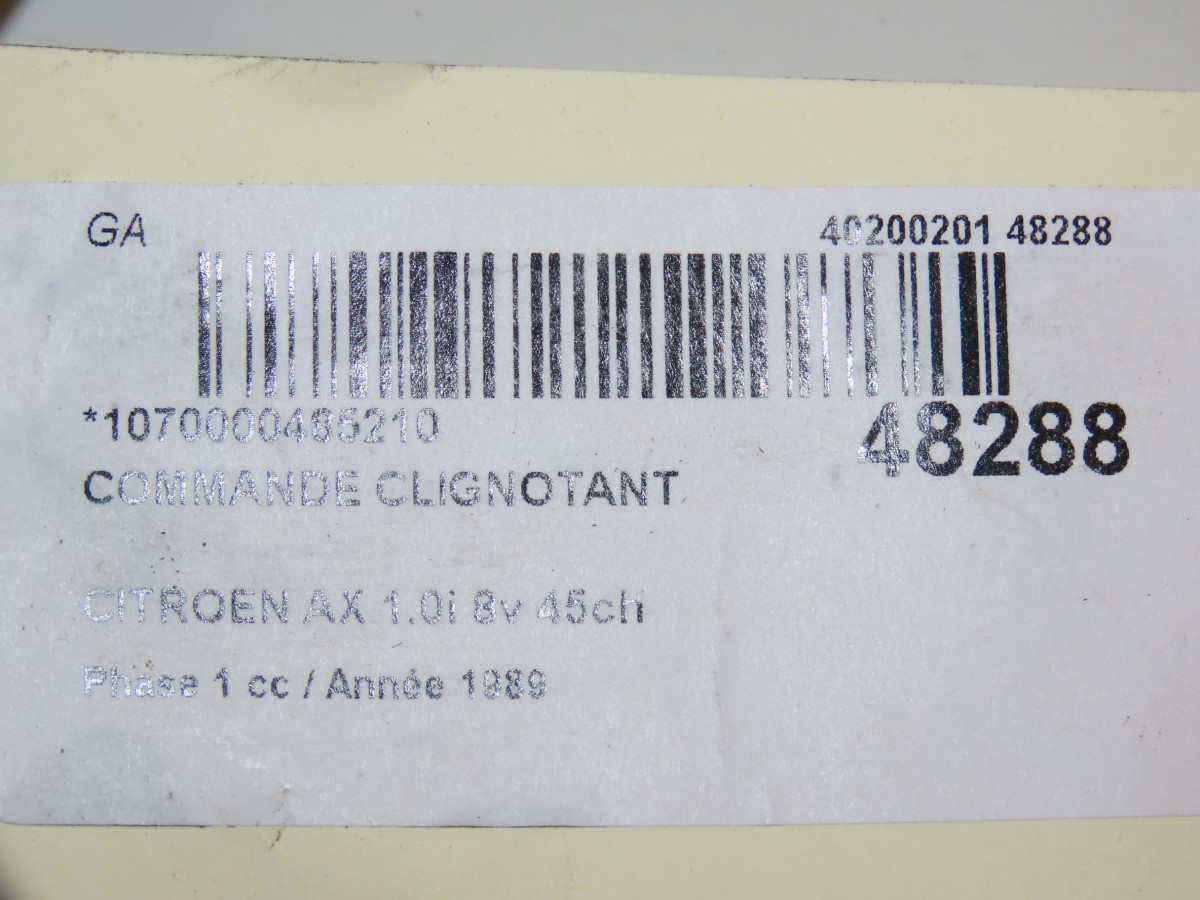 GA
40200201 48288
*1070000485210
48288
COMMANDE CLIGNOTANT
CITROEN AX 1.0i 8v 45ch
Phase 1 cc / Année 1989